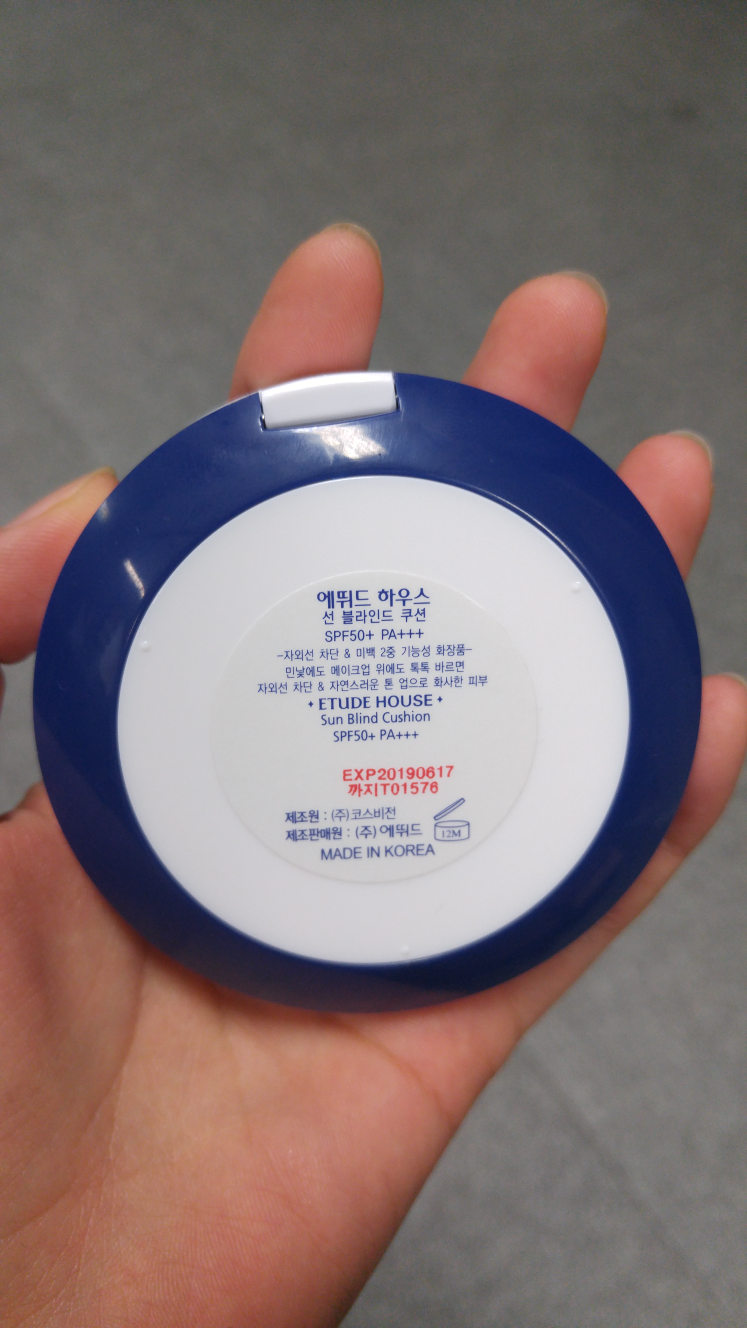 에뛰드 하우스
선 블라인드 쿠션
SPF50+ PA+++
-자외선 차단 & 미백 2중 기능성 화장품-
민낯에도 메이크업 위에도 톡톡 바르면
자외선 차단 & 자연스러운 톤 업으로 화사한 피부
ETUDE HOUSE
Sun Blind Cushion
SPF50+ PA+++
EXP20190617
까지T01576
제조원 : (주)코스비전
제조판매원 : (주)에뛰드
12M
MADE IN KOREA